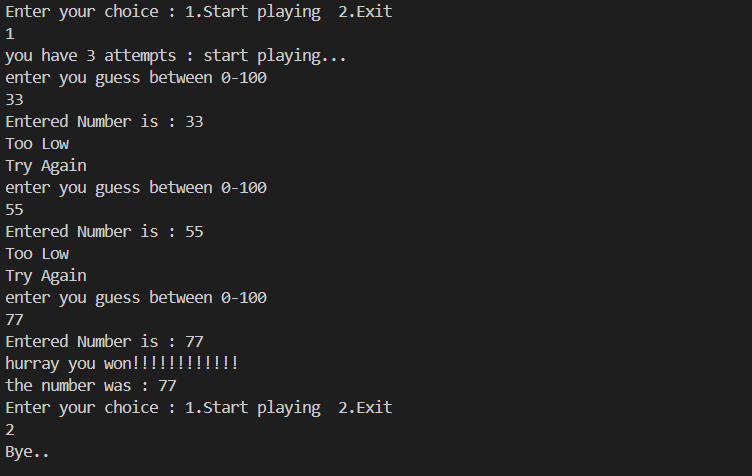 Enter your choice : 1.Start playing  2.Exit
1
you have 3 attempts : start playing...
enter you guess between 0-100
33
Entered Number is : 33
Too Low
Try Again
enter you guess between 0-100
55
Entered Number is : 55
Too Low
Try Again
enter you guess between 0-100
77
Entered Number is : 77
hurray you won!!!!!!!!!!!!
the number was : 77
Enter your choice : 1.Start playing  2.Exit
2
Bye..